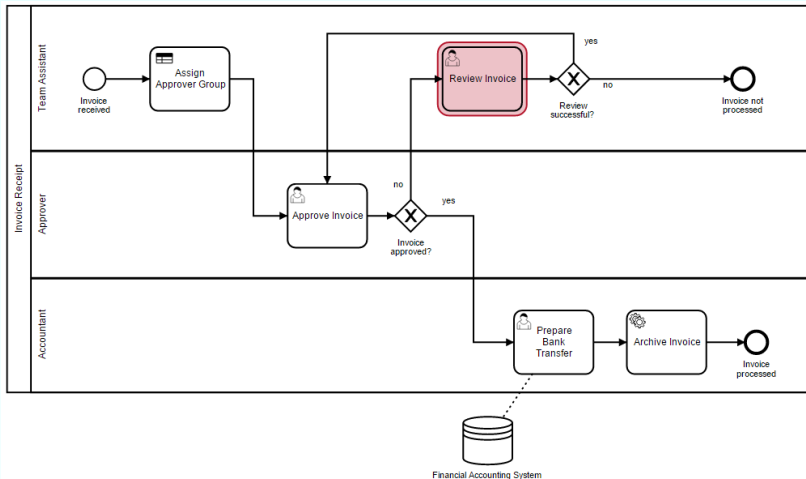 Invoice Receipt
Team Assistant
Invoice
received
Assign
Approver Group
Review Invoice
yes
Review
successful?
no
Invoice not
processed
Approver
Approve Invoice
no
yes
Invoice
approved?
Accountant
Prepare
Bank
Transfer
Archive Invoice
Invoice
processed
Financial Accounting System